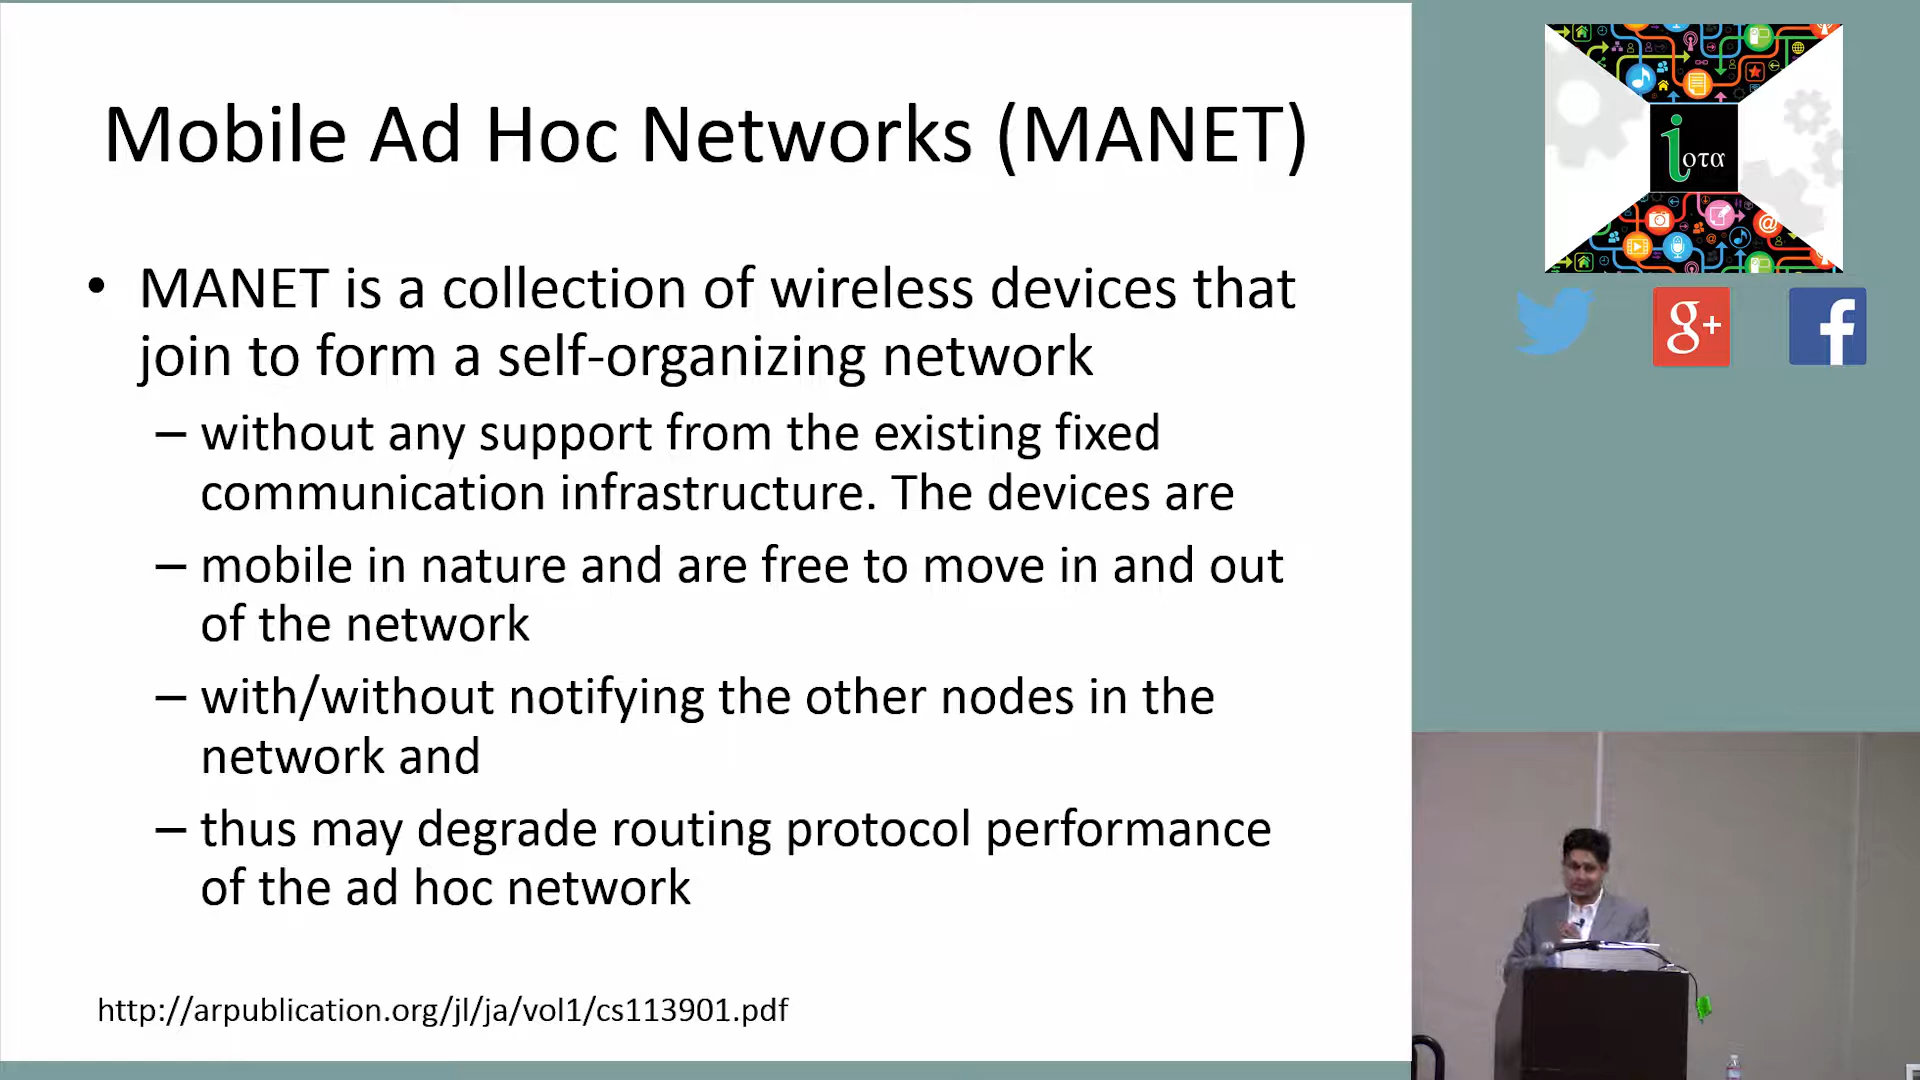 Mobile Ad Hoc Networks (MANET)
• MANET is a collection of wireless devices that
join to form a self-organizing network
– without any support from the existing fixed
communication infrastructure. The devices are
– mobile in nature and are free to move in and out
of the network
– with/without notifying the other nodes in the
network and
– thus may degrade routing protocol performance
of the ad hoc network
http://arpublication.org/jl/ja/vol1/cs113901.pdf
iοτα
g+
f